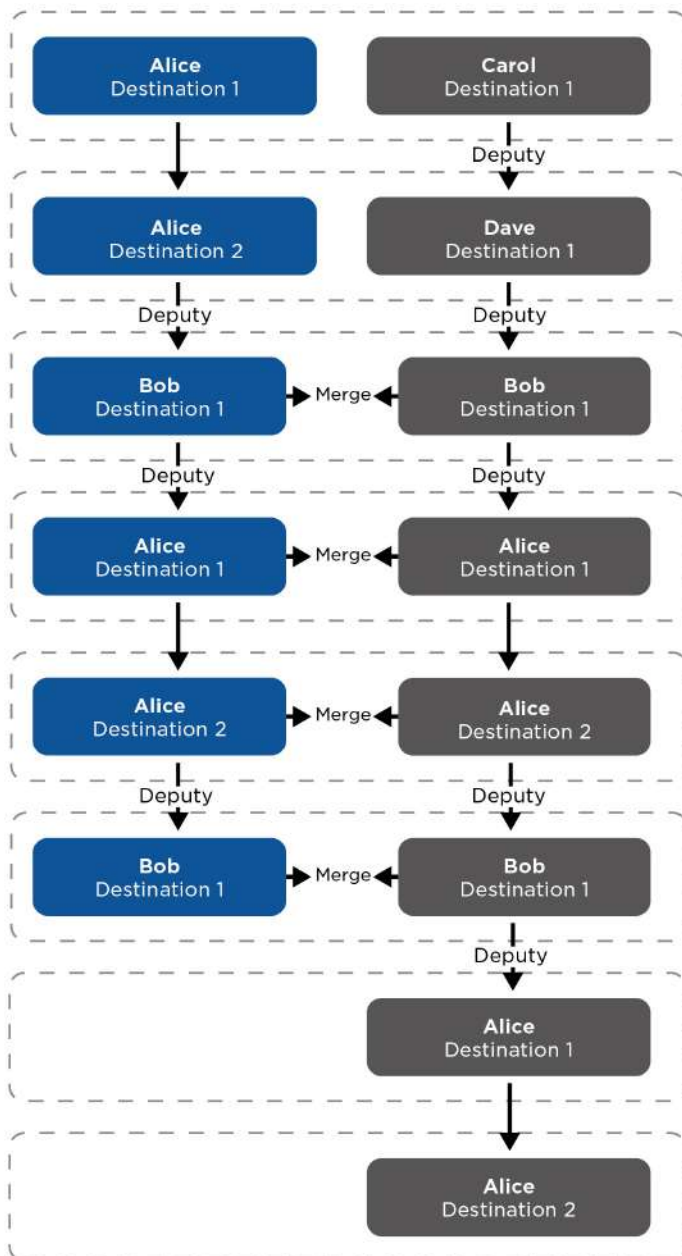 Alice
Destination 1
Carol
Destination 1
Deputy
Alice
Destination 2
Dave
Destination 1
Deputy
Deputy
Bob
Destination 1
Merge
Bob
Destination 1
Deputy
Deputy
Alice
Destination 1
Merge
Alice
Destination 1
Alice
Destination 2
Merge
Alice
Destination 2
Deputy
Deputy
Bob
Destination 1
Merge
Bob
Destination 1
Deputy
Alice
Destination 1
Alice
Destination 2